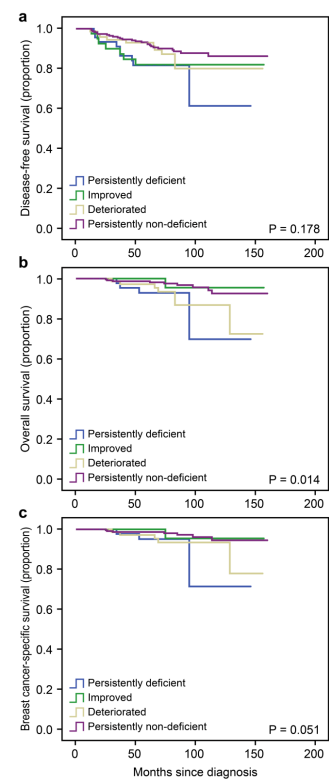 a
Disease-free survival (proportion)
1.0
0.8
0.6
0.4
0.2
0.0
Persistently deficient
Improved
Deteriorated
Persistently non-deficient
P = 0.178
0 50 100 150 200
b
Overall survival (proportion)
1.0
0.8
0.6
0.4
0.2
0.0
Persistently deficient
Improved
Deteriorated
Persistently non-deficient
P = 0.014
0 50 100 150 200
c
Breast cancer-specific survival (proportion)
1.0
0.8
0.6
0.4
0.2
0.0
Persistently deficient
Improved
Deteriorated
Persistently non-deficient
P = 0.051
0 50 100 150 200
Months since diagnosis